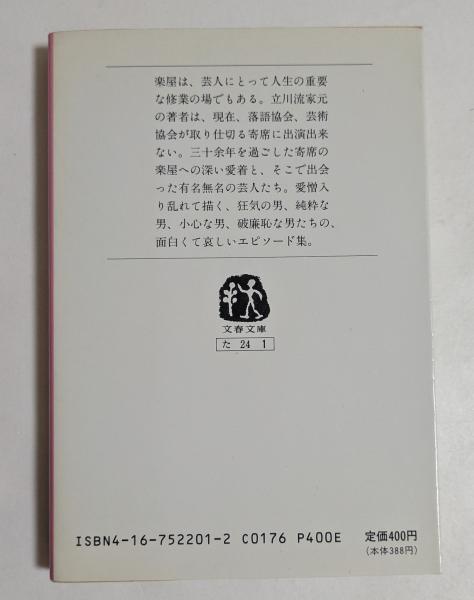 楽屋は、芸人にとって人生の重要
な修業の場でもある。立川流家元
の著者は、現在、落語協会、芸術
協会が取り仕切る寄席に出演出来
ない。三十余年を過ごした寄席の
楽屋への深い愛着と、そこで出会
った有名無名の芸人たち。愛憎入
り乱れて描く、狂気の男、純粋な
男、小心な男、破廉恥な男たちの、
面白くて哀しいエピソード集。
文春文庫
た 24 1
ISBN4-16-752201-2 C0176 P400E 定価400円
(本体388円)